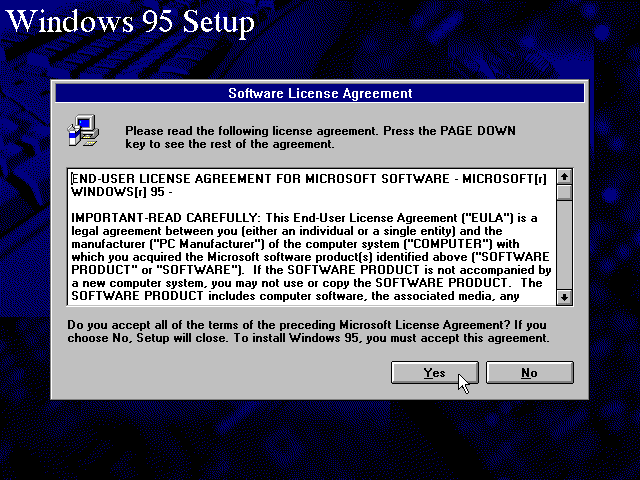 Windows 95 Setup
Software License Agreement
Please read the following license agreement. Press the PAGE DOWN
key to see the rest of the agreement.
END-USER LICENSE AGREEMENT FOR MICROSOFT SOFTWARE - MICROSOFT[r]
WINDOWS[r] 95 -
IMPORTANT-READ CAREFULLY: This End-User License Agreement ("EULA") is a
legal agreement between you (either an individual or a single entity) and the
manufacturer ("PC Manufacturer") of the computer system ("COMPUTER") with
which you acquired the Microsoft software product(s) identified above ("SOFTWARE
PRODUCT" or "SOFTWARE"). If the SOFTWARE PRODUCT is not accompanied by
a new computer system, you may not use or copy the SOFTWARE PRODUCT. The
SOFTWARE PRODUCT includes computer software, the associated media, any
Do you accept all of the terms of the preceding Microsoft License Agreement? If you
choose No, Setup will close. To install Windows 95, you must accept this agreement.
Yes
No